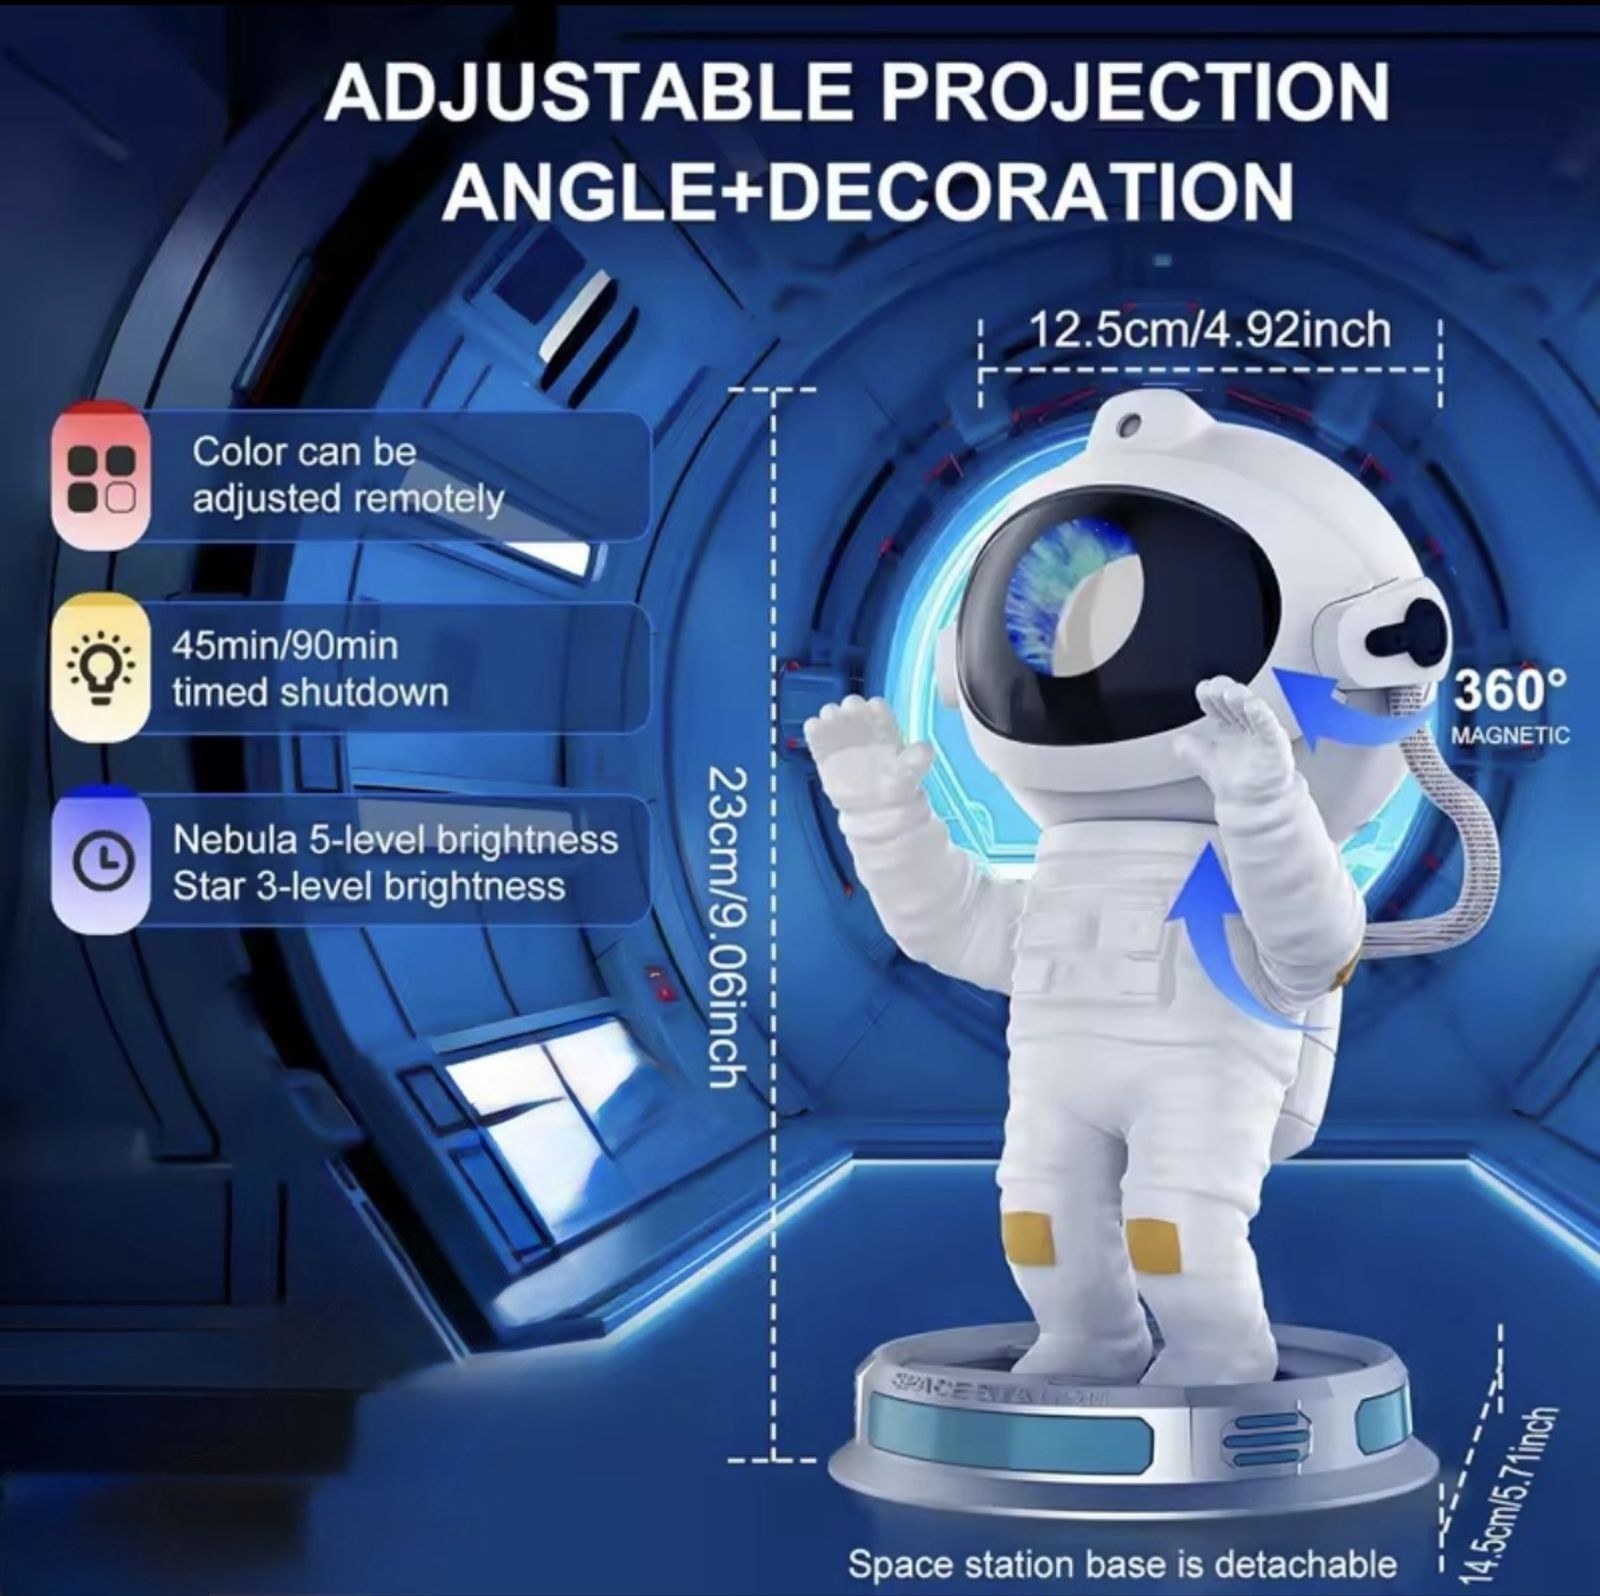 ADJUSTABLE PROJECTION
ANGLE+DECORATION
12.5cm/4.92inch
Color can be
adjusted remotely
45min/90min
timed shutdown
360°
MAGNETIC
23cm/9.06inch
Nebula 5-level brightness
Star 3-level brightness
SPACE STATION
14.5cm/5.71inch
Space station base is detachable